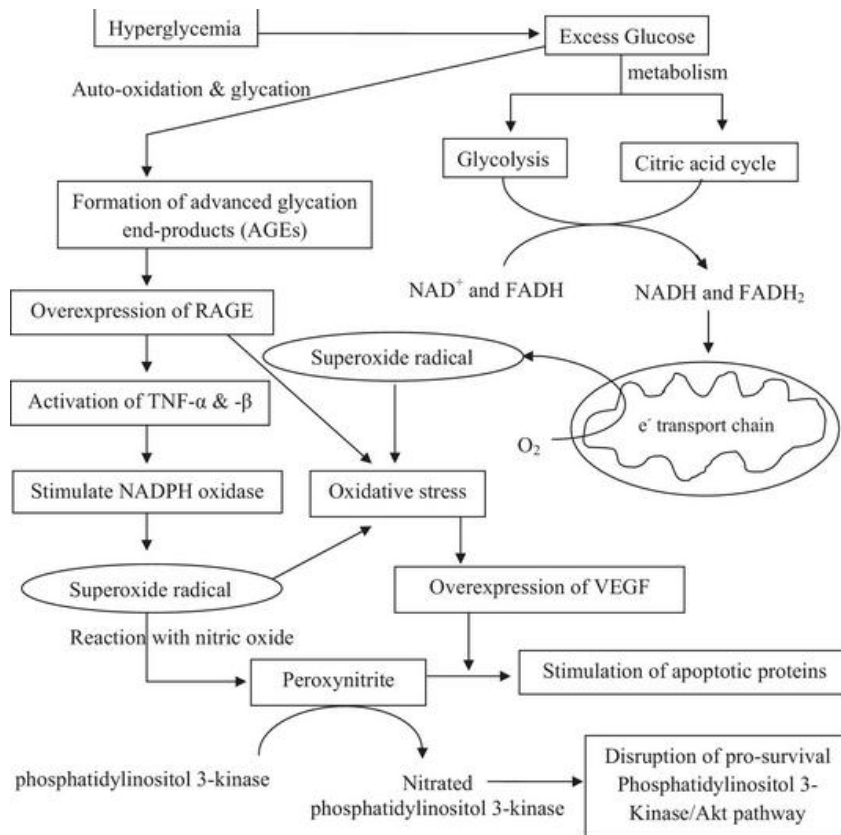 Hyperglycemia
Excess Glucose
metabolism
Auto-oxidation & glycation
Glycolysis
Citric acid cycle
Formation of advanced glycation
end-products (AGEs)
NAD⁺ and FADH
NADH and FADH₂
Overexpression of RAGE
Superoxide radical
Activation of TNF-α & -β
e⁻ transport chain
O₂
Stimulate NADPH oxidase
Oxidative stress
Superoxide radical
Overexpression of VEGF
Reaction with nitric oxide
Peroxynitrite
Stimulation of apoptotic proteins
phosphatidylinositol 3-kinase
Nitrated
phosphatidylinositol 3-kinase
Disruption of pro-survival
Phosphatidylinositol 3-
Kinase/Akt pathway